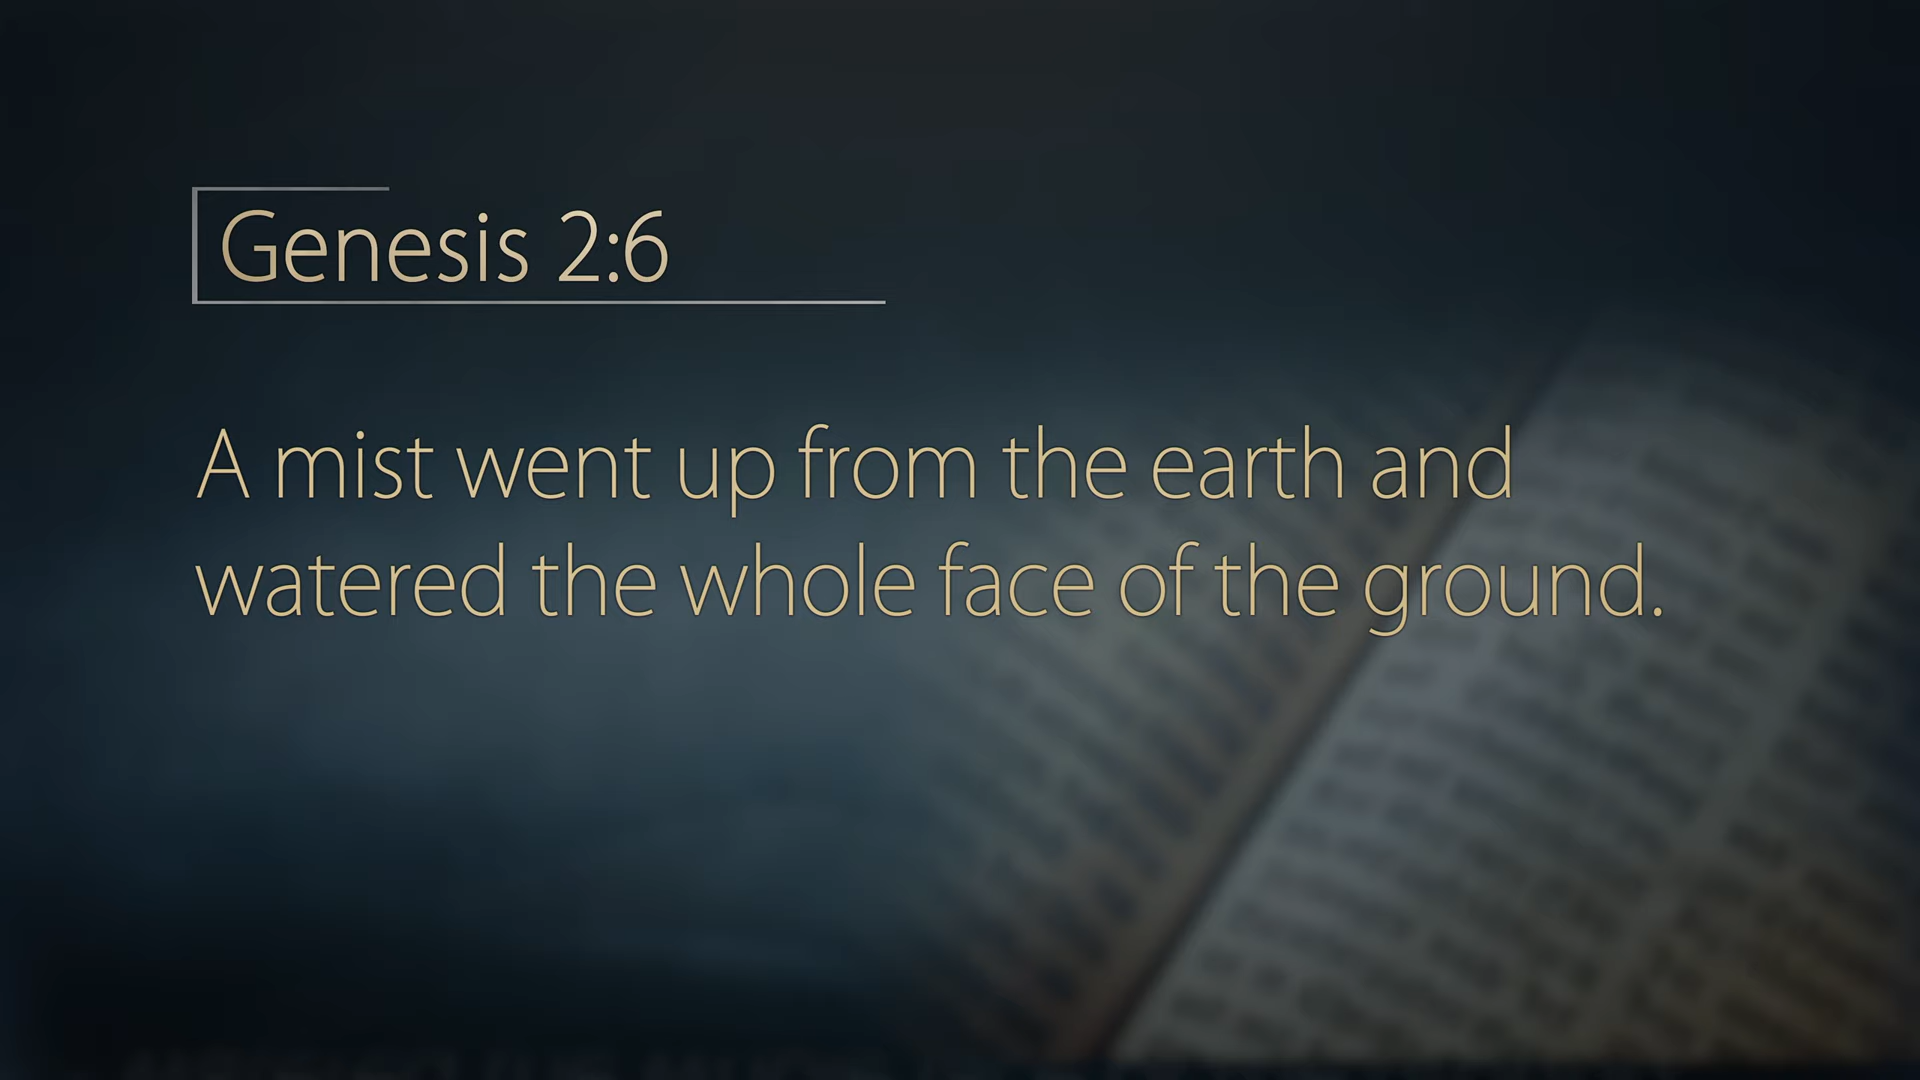 Genesis 2:6
A mist went up from the earth and
watered the whole face of the ground.